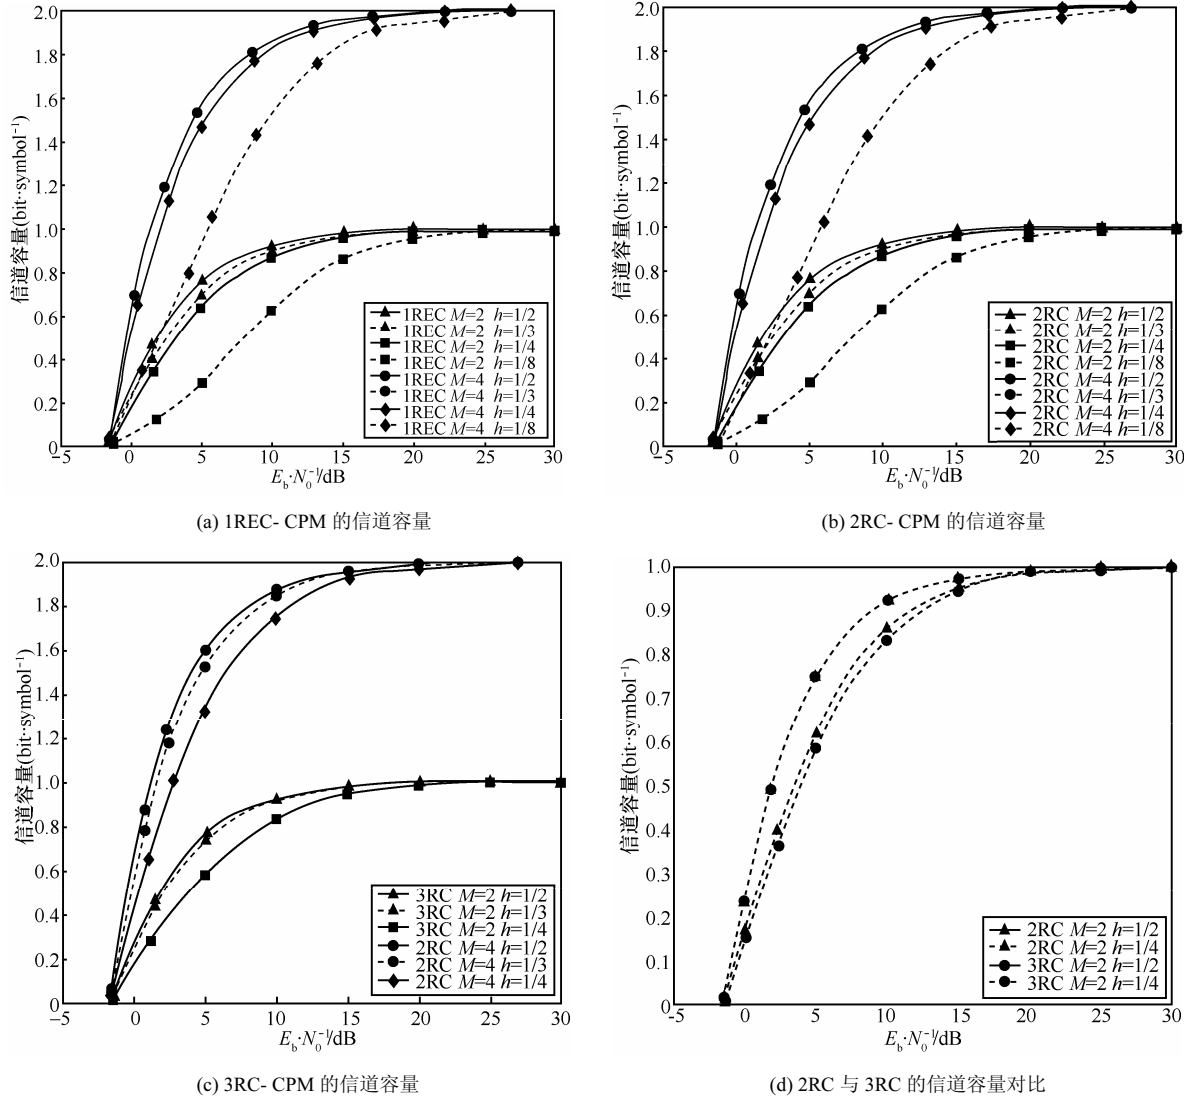 2.0
1.8
1.6
1.4
1.2
1.0
0.8
0.6
0.4
0.2
0
信道容量(bit··symbol⁻¹)
1REC M=2 h=1/2
1REC M=2 h=1/3
1REC M=2 h=1/4
1REC M=2 h=1/8
1REC M=4 h=1/2
1REC M=4 h=1/3
1REC M=4 h=1/4
1REC M=4 h=1/8
−5 0 5 10 15 20 25 30
E_b·N_0⁻¹/dB
(a) 1REC- CPM 的信道容量
2.0
1.8
1.6
1.4
1.2
1.0
0.8
0.6
0.4
0.2
0
信道容量(bit··symbol⁻¹)
2RC M=2 h=1/2
2RC M=2 h=1/3
2RC M=2 h=1/4
2RC M=2 h=1/8
2RC M=4 h=1/2
2RC M=4 h=1/3
2RC M=4 h=1/4
2RC M=4 h=1/8
−5 0 5 10 15 20 25 30
E_b·N_0⁻¹/dB
(b) 2RC- CPM 的信道容量
2.0
1.8
1.6
1.4
1.2
1.0
0.8
0.6
0.4
0.2
0
信道容量(bit··symbol⁻¹)
3RC M=2 h=1/2
3RC M=2 h=1/3
3RC M=2 h=1/4
2RC M=4 h=1/2
2RC M=4 h=1/3
2RC M=4 h=1/4
−5 0 5 10 15 20 25 30
E_b·N_0⁻¹/dB
(c) 3RC- CPM 的信道容量
1.0
0.9
0.8
0.7
0.6
0.5
0.4
0.3
0.2
0.1
0
信道容量(bit··symbol⁻¹)
2RC M=2 h=1/2
2RC M=2 h=1/4
3RC M=2 h=1/2
3RC M=2 h=1/4
−5 0 5 10 15 20 25 30
E_b·N_0⁻¹/dB
(d) 2RC 与 3RC 的信道容量对比